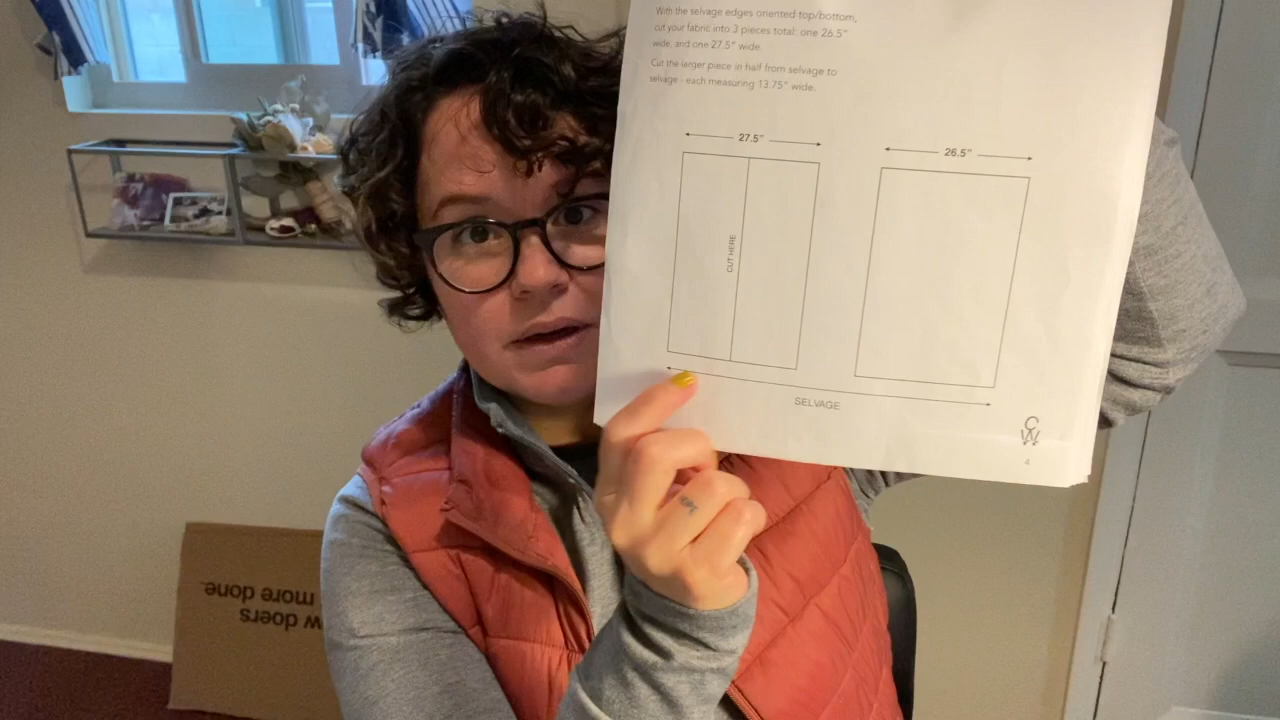 With the selvage edges oriented top/bottom,
cut your fabric into 3 pieces total: one 26.5"
wide, and one 27.5" wide.
Cut the larger piece in half from selvage to
selvage - each measuring 13.75" wide.
27.5"
26.5"
CUT HERE
SELVAGE
CW
4
w doers
more done.